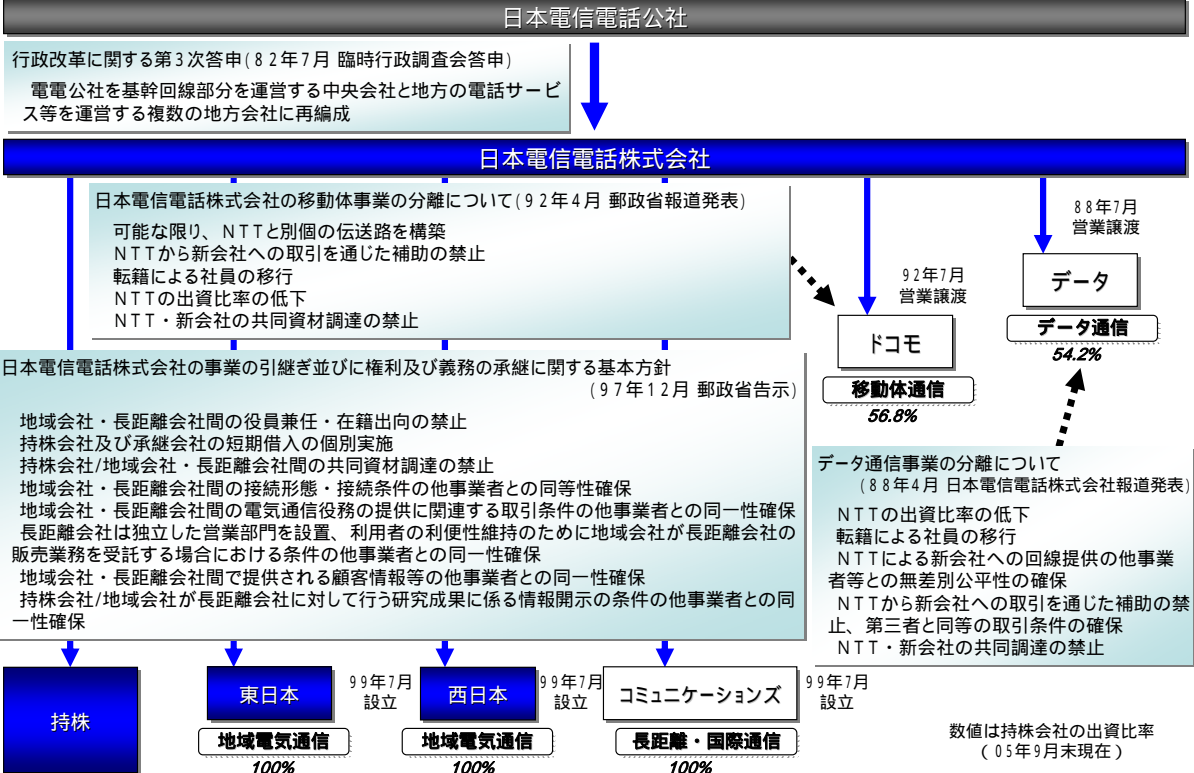 日本電信電話公社
行政改革に関する第3次答申(82年7月 臨時行政調査会答申)
電電公社を基幹回線部分を運営する中央会社と地方の電話サービ
ス等を運営する複数の地方会社に再編成
日本電信電話株式会社
日本電信電話株式会社の移動体事業の分離について(92年4月 郵政省報道発表)
可能な限り、NTTと別個の伝送路を構築
NTTから新会社への取引を通じた補助の禁止
転籍による社員の移行
NTTの出資比率の低下
NTT・新会社の共同資材調達の禁止
88年7月
営業譲渡
データ
データ通信
54.2%
92年7月
営業譲渡
ドコモ
移動体通信
56.8%
日本電信電話株式会社の事業の引継ぎ並びに権利及び義務の承継に関する基本方針
(97年12月 郵政省告示)
地域会社・長距離会社間の役員兼任・在籍出向の禁止
持株会社及び承継会社の短期借入の個別実施
持株会社/地域会社・長距離会社間の共同資材調達の禁止
地域会社・長距離会社間の接続形態・接続条件の他事業者との同等性確保
地域会社・長距離会社間の電気通信役務の提供に関連する取引条件の他事業者との同一性確保
長距離会社は独立した営業部門を設置、利用者の利便性維持のために地域会社が長距離会社の
販売業務を受託する場合における条件の他事業者との同一性確保
地域会社・長距離会社間で提供される顧客情報等の他事業者との同一性確保
持株会社/地域会社が長距離会社に対して行う研究成果に係る情報開示の条件の他事業者との同
一性確保
データ通信事業の分離について
(88年4月 日本電信電話株式会社報道発表)
NTTの出資比率の低下
転籍による社員の移行
NTTによる新会社への回線提供の他事業
者等との無差別公平性の確保
NTTから新会社への取引を通じた補助の禁
止、第三者と同等の取引条件の確保
NTT・新会社の共同調達の禁止
持株
東日本
99年7月
設立
地域電気通信
100%
西日本
99年7月
設立
地域電気通信
100%
コミュニケーションズ
99年7月
設立
長距離・国際通信
100%
数値は持株会社の出資比率
(05年9月末現在)